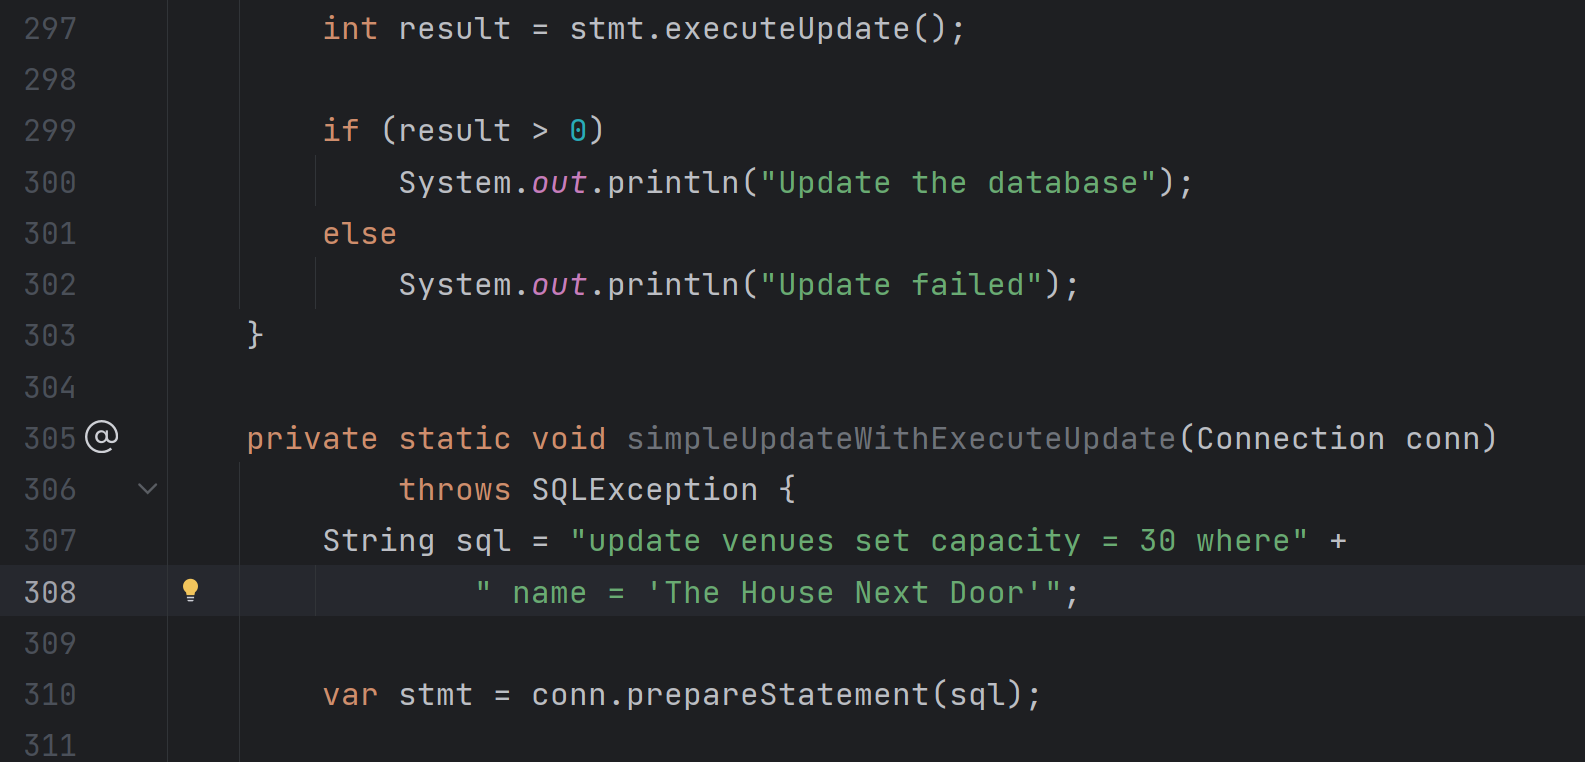 297 int result = stmt.executeUpdate();
298
299 if (result > 0)
300 System.out.println("Update the database");
301 else
302 System.out.println("Update failed");
303 }
304
305 @ private static void simpleUpdateWithExecuteUpdate(Connection conn)
306 throws SQLException {
307 String sql = "update venues set capacity = 30 where" +
308 " name = 'The House Next Door'";
309
310 var stmt = conn.prepareStatement(sql);
311